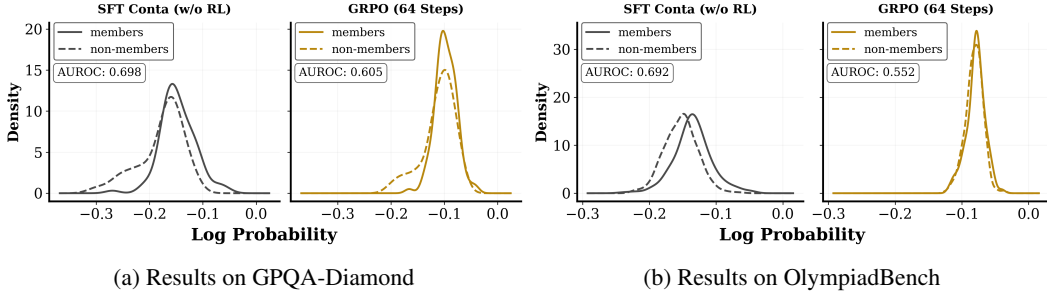 SFT Conta (w/o RL)
GRPO (64 Steps)
SFT Conta (w/o RL)
GRPO (64 Steps)
members
non-members
AUROC: 0.698
members
non-members
AUROC: 0.605
members
non-members
AUROC: 0.692
members
non-members
AUROC: 0.552
Density
20
15
10
5
0
−0.3 −0.2 −0.1 0.0
−0.3 −0.2 −0.1 0.0
Log Probability
Density
30
20
10
0
−0.3 −0.2 −0.1 0.0
−0.3 −0.2 −0.1 0.0
Log Probability
(a) Results on GPQA-Diamond
(b) Results on OlympiadBench